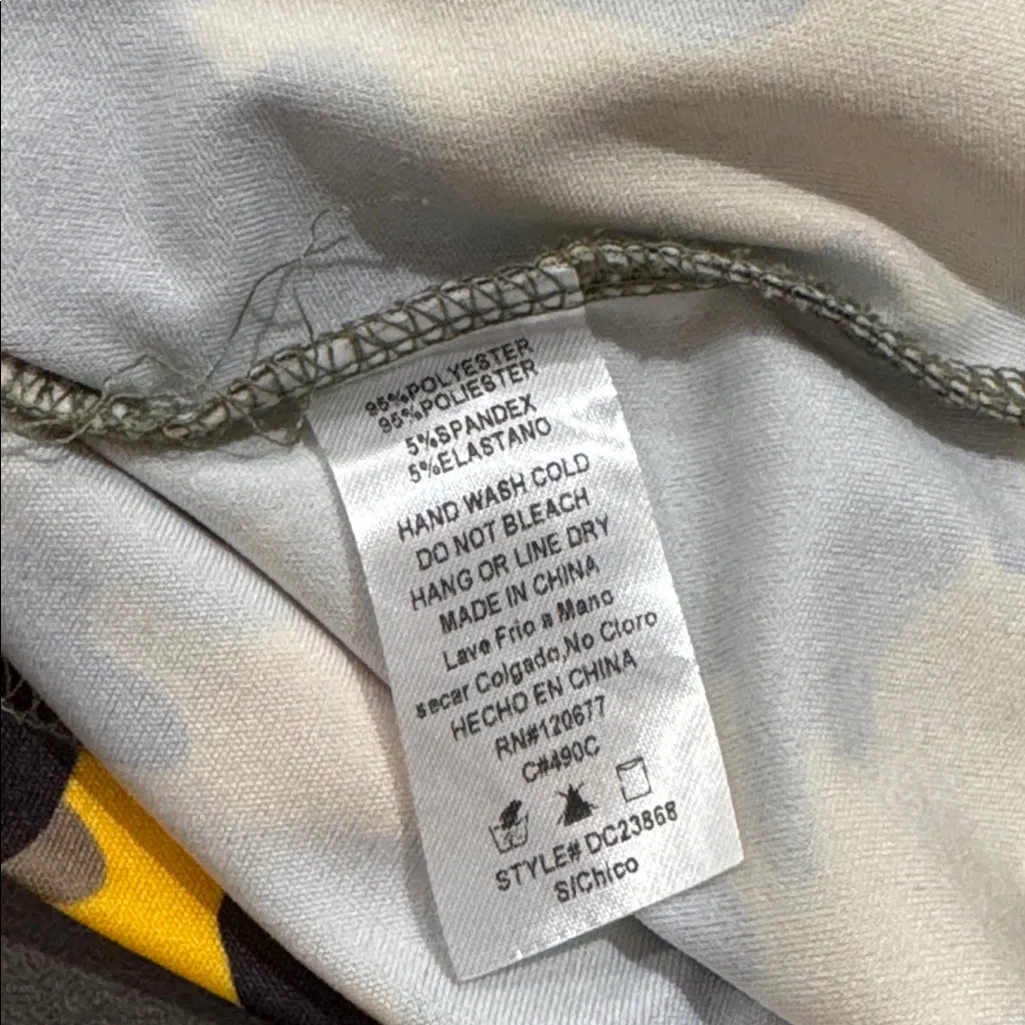 95%POLYESTER
95%POLIESTER
5%SPANDEX
5%ELASTANO
HAND WASH COLD
DO NOT BLEACH
HANG OR LINE DRY
MADE IN CHINA
Lave Frio a Mano
secar Colgado,No Cloro
HECHO EN CHINA
RN#120677
C#490C
STYLE# DC23868
S/Chico